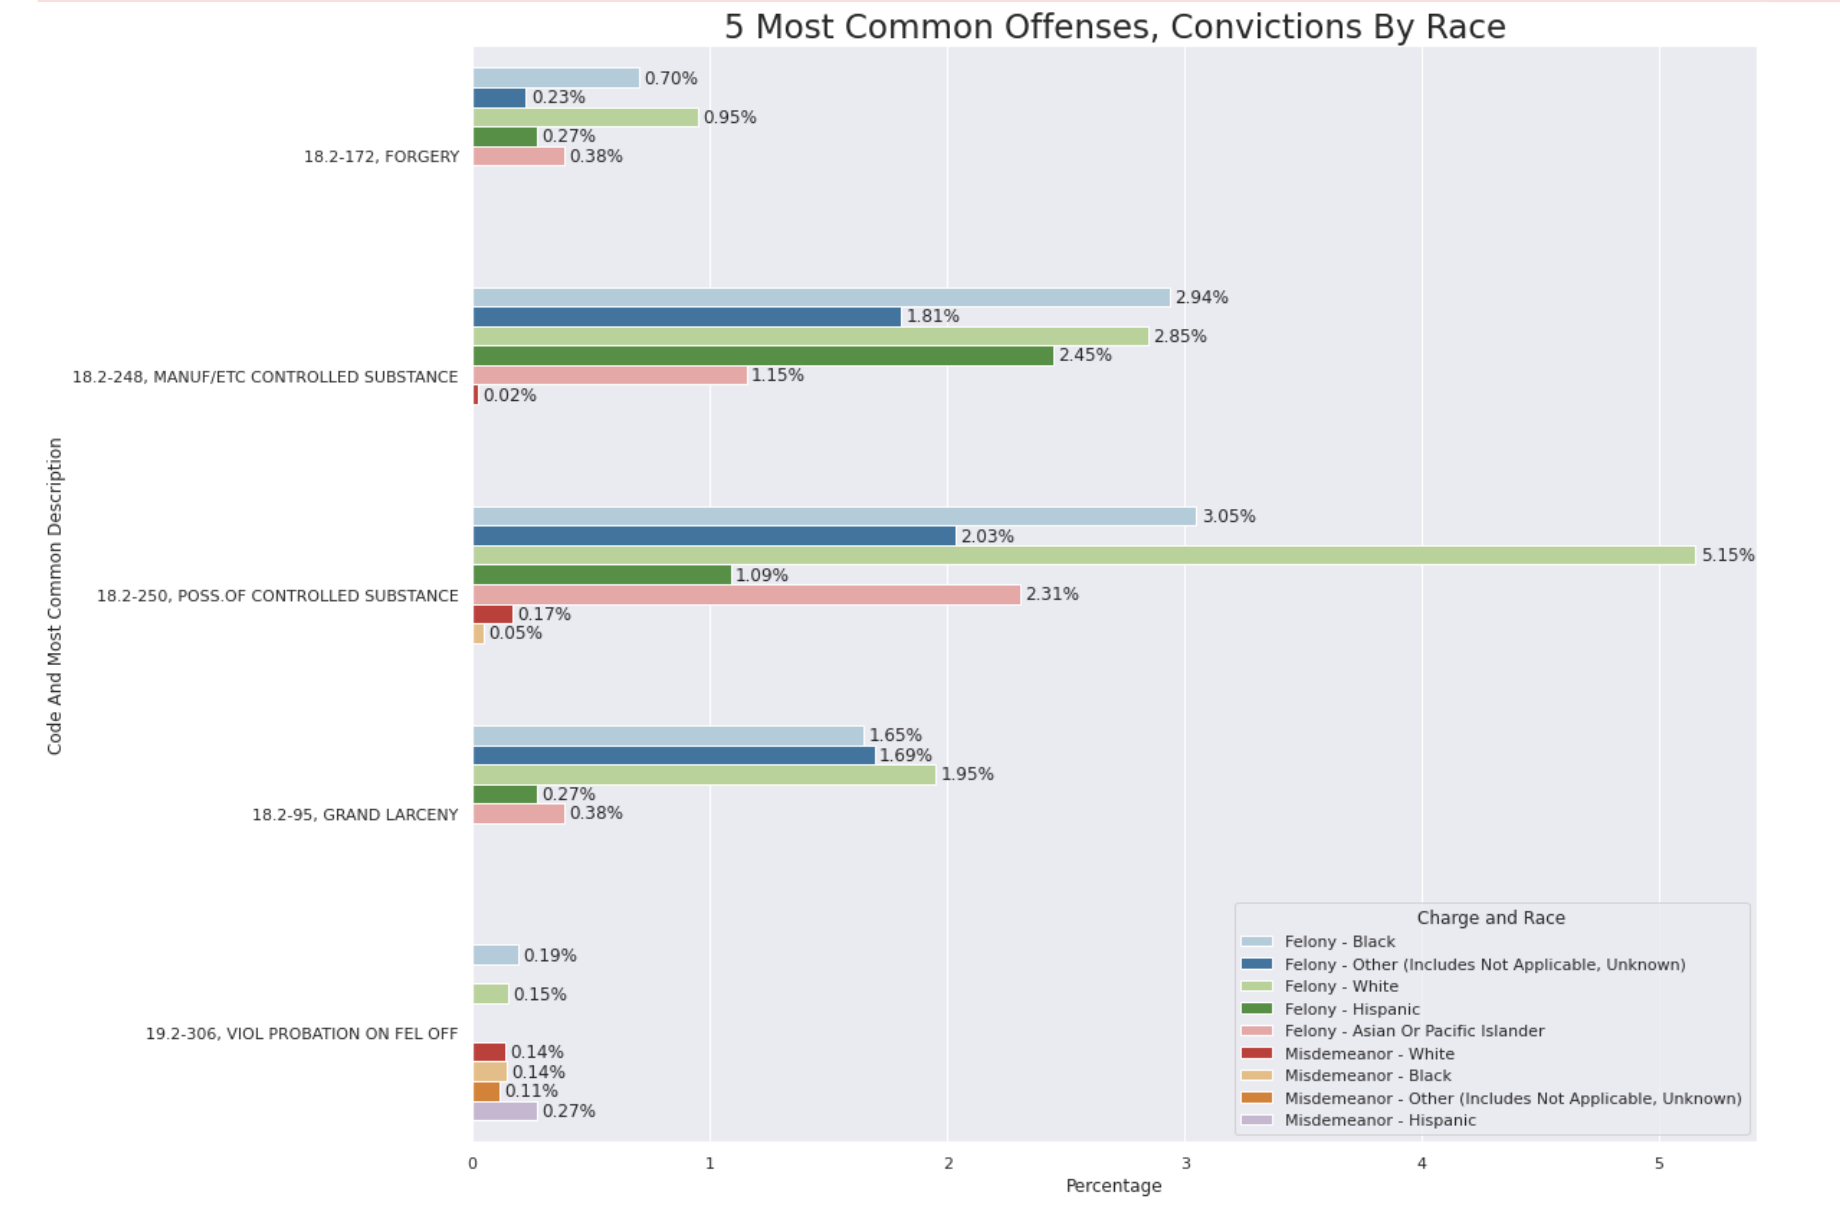 5 Most Common Offenses, Convictions By Race
0.70%
0.23%
0.95%
0.27%
0.38%
18.2-172, FORGERY
2.94%
1.81%
2.85%
2.45%
1.15%
0.02%
18.2-248, MANUF/ETC CONTROLLED SUBSTANCE
3.05%
2.03%
5.15%
1.09%
2.31%
0.17%
0.05%
18.2-250, POSS.OF CONTROLLED SUBSTANCE
Code And Most Common Description
1.65%
1.69%
1.95%
0.27%
0.38%
18.2-95, GRAND LARCENY
0.19%
0.15%
0.14%
0.14%
0.11%
0.27%
19.2-306, VIOL PROBATION ON FEL OFF
Charge and Race
Felony - Black
Felony - Other (Includes Not Applicable, Unknown)
Felony - White
Felony - Hispanic
Felony - Asian Or Pacific Islander
Misdemeanor - White
Misdemeanor - Black
Misdemeanor - Other (Includes Not Applicable, Unknown)
Misdemeanor - Hispanic
0 1 2 3 4 5
Percentage